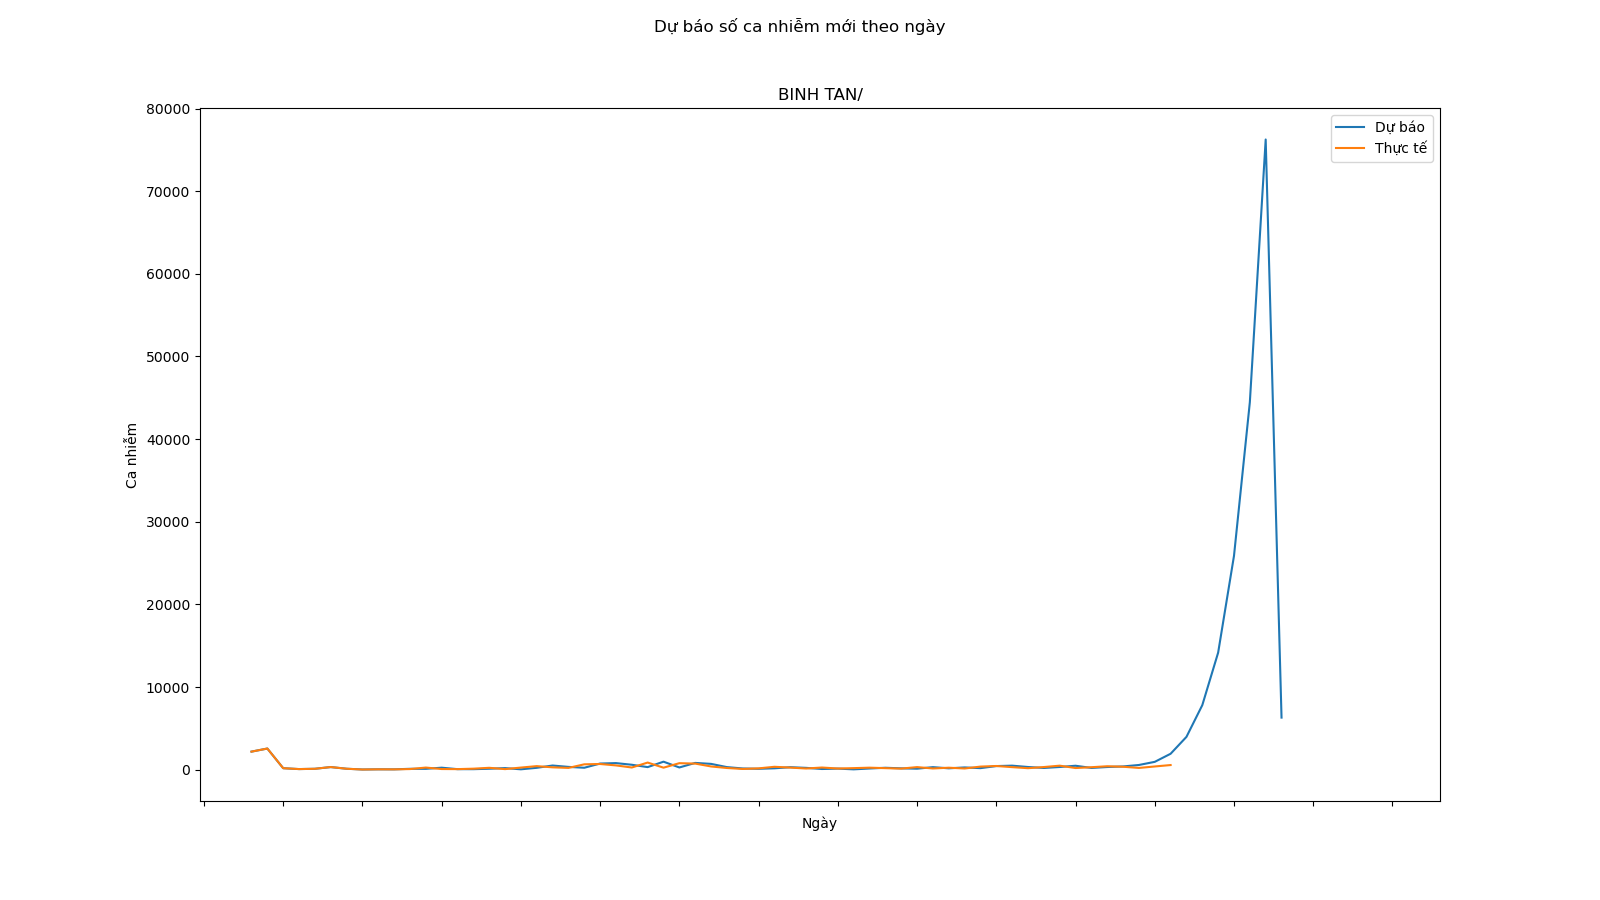 Dự báo số ca nhiễm mới theo ngày
BINH TAN/
Dự báo
Thực tế
80000
70000
60000
50000
40000
30000
20000
10000
0
Ca nhiễm
Ngày